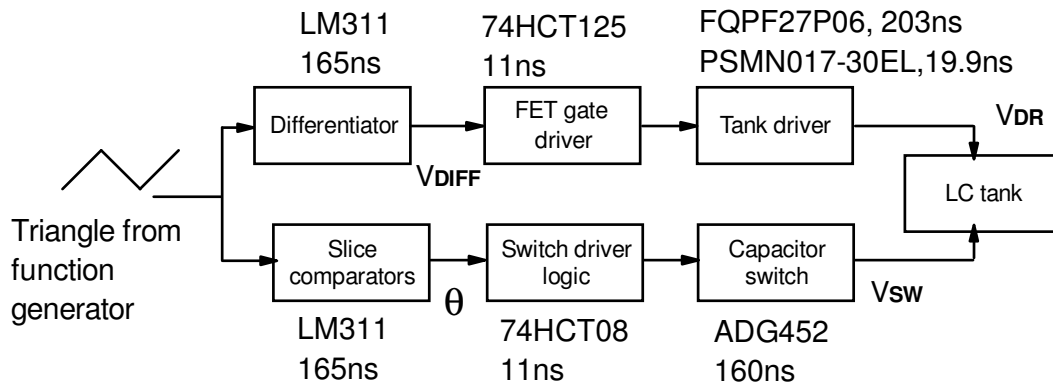 LM311
165ns
74HCT125
11ns
FQPF27P06, 203ns
PSMN017-30EL,19.9ns
Differentiator
FET gate
driver
Tank driver
VDR
VDIFF
LC tank
Triangle from
function
generator
Slice
comparators
θ
Switch driver
logic
Capacitor
switch
VSW
LM311
165ns
74HCT08
11ns
ADG452
160ns